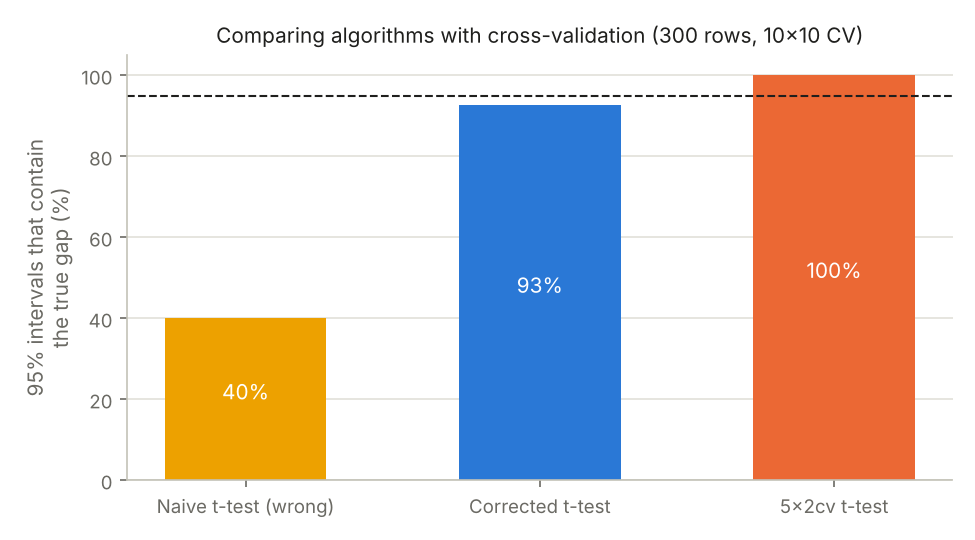 Comparing algorithms with cross-validation (300 rows, 10×10 CV)
95% intervals that contain
the true gap (%)
100
80
60
40
20
0
40%
93%
100%
Naive t-test (wrong)
Corrected t-test
5×2cv t-test